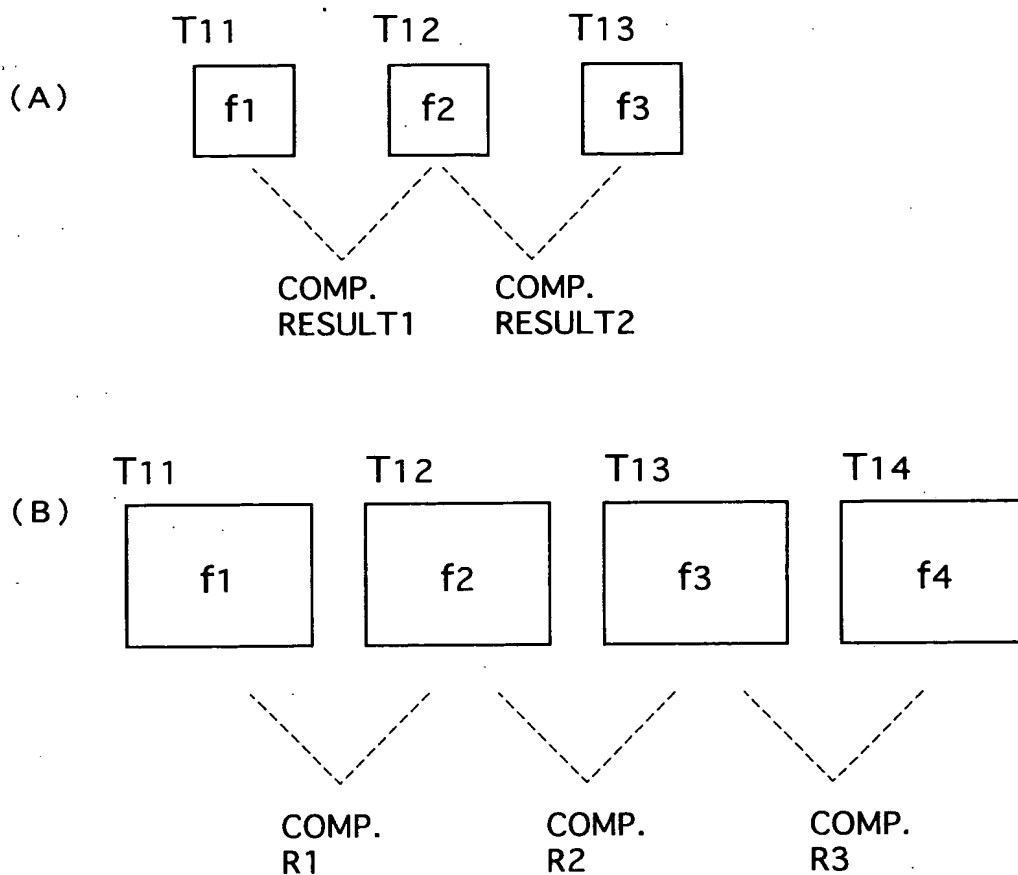 T11 T12 T13
(A)
f1 f2 f3
COMP. COMP.
RESULT1 RESULT2
T11 T12 T13 T14
(B)
f1 f2 f3 f4
COMP. COMP. COMP.
R1 R2 R3